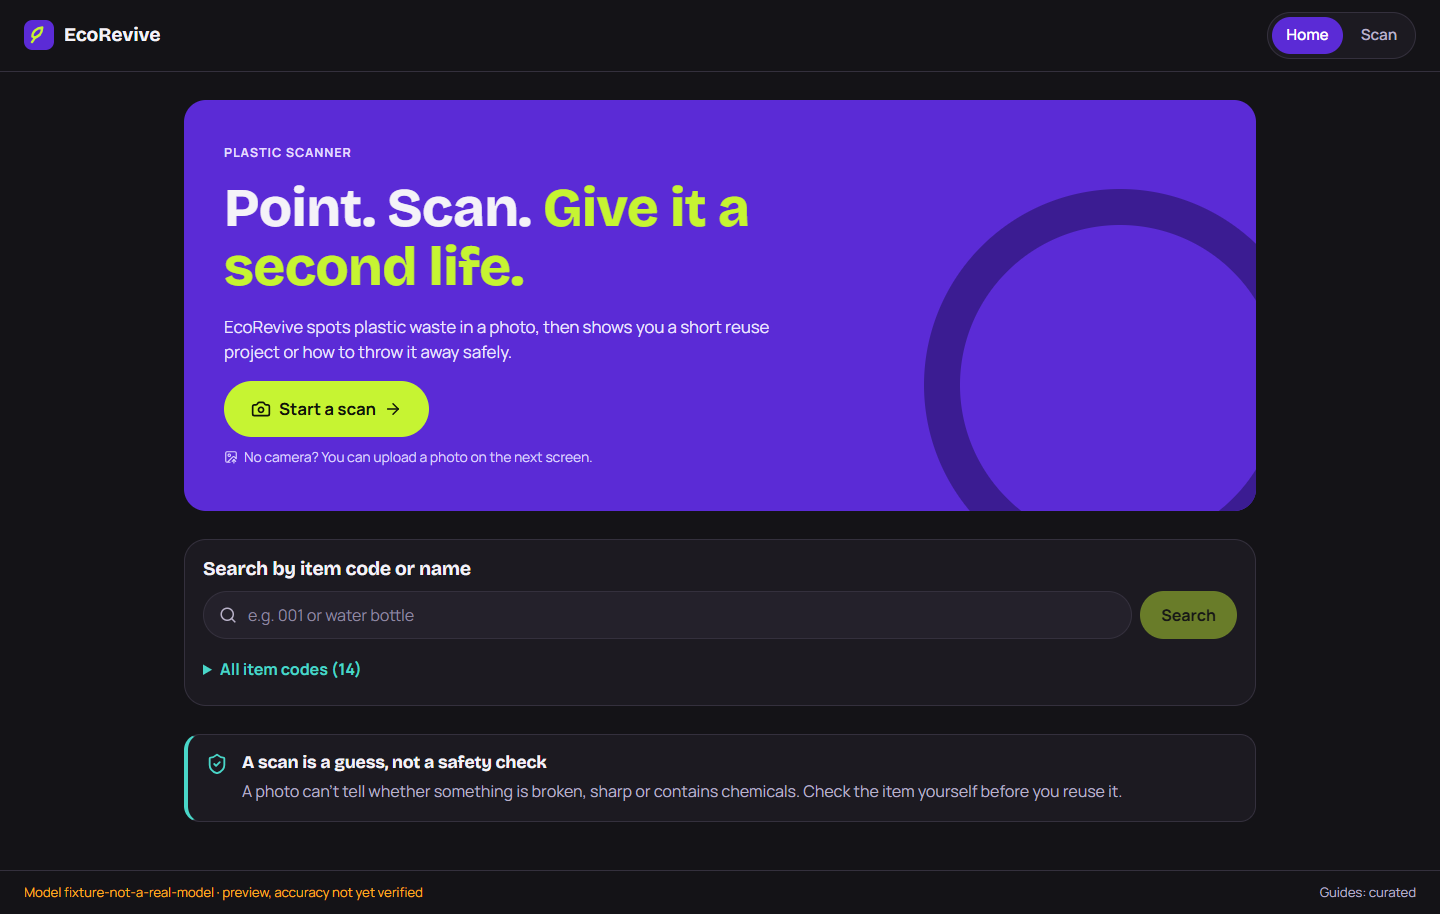 EcoRevive
Home
Scan
PLASTIC SCANNER
Point. Scan. Give it a
second life.
EcoRevive spots plastic waste in a photo, then shows you a short reuse
project or how to throw it away safely.
Start a scan
No camera? You can upload a photo on the next screen.
Search by item code or name
e.g. 001 or water bottle
Search
All item codes (14)
A scan is a guess, not a safety check
A photo can't tell whether something is broken, sharp or contains chemicals. Check the item yourself before you reuse it.
Model fixture-not-a-real-model · preview, accuracy not yet verified
Guides: curated